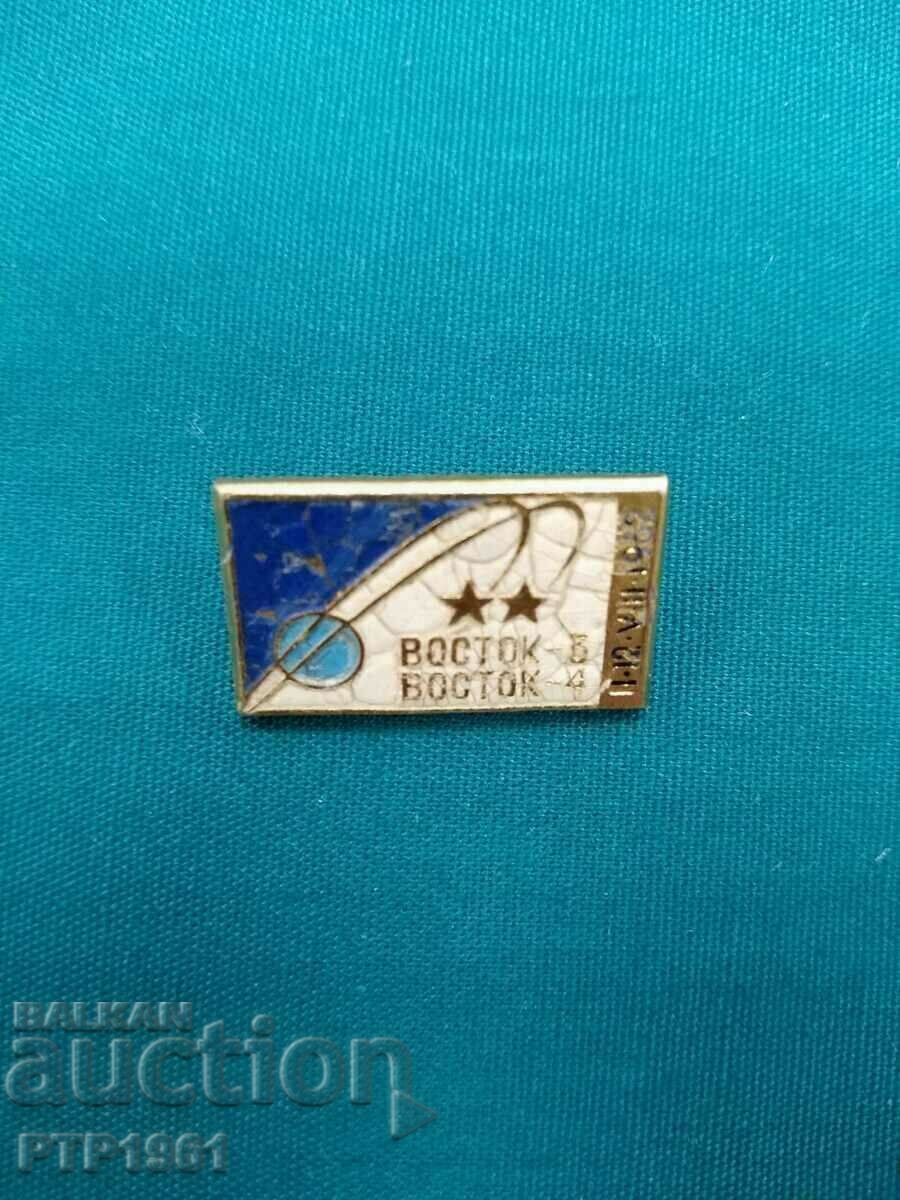 ВОСТОК-3
ВОСТОК-4
11·12·VIII·1962
BALKAN
auction
PTP1961